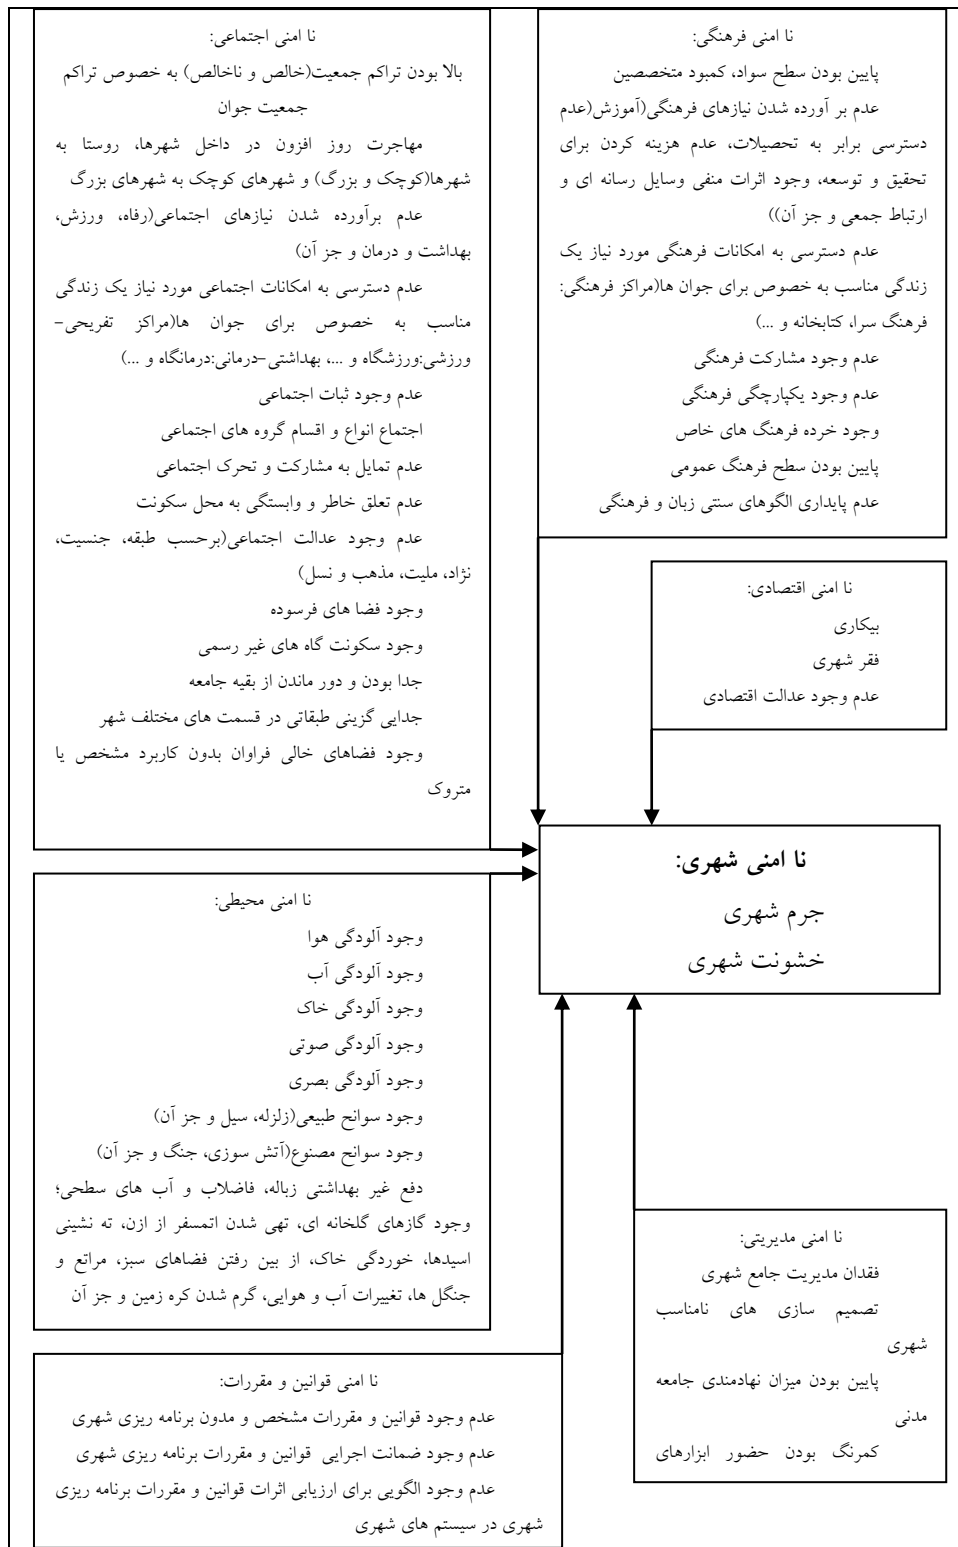 نا امنی فرهنگی:
پایین بودن سطح سواد، کمبود متخصصین
عدم بر آورده شدن نیازهای فرهنگی(آموزش(عدم
دسترسی برابر به تحصیلات، عدم هزینه کردن برای
تحقیق و توسعه، وجود اثرات منفی وسایل رسانه ای و
ارتباط جمعی و جز آن))
عدم دسترسی به امکانات فرهنگی مورد نیاز یک
زندگی مناسب به خصوص برای جوان ها(مراکز فرهنگی:
فرهنگ سرا، کتابخانه و ...)
عدم وجود مشارکت فرهنگی
عدم وجود یکپارچگی فرهنگی
وجود خرده فرهنگ های خاص
پایین بودن سطح فرهنگ عمومی
عدم پایداری الگوهای سنتی زبان و فرهنگی
نا امنی اجتماعی:
بالا بودن تراکم جمعیت(خالص و ناخالص) به خصوص تراکم
جمعیت جوان
مهاجرت روز افزون در داخل شهرها، روستا به
شهرها(کوچک و بزرگ) و شهرهای کوچک به شهرهای بزرگ
عدم برآورده شدن نیازهای اجتماعی(رفاه، ورزش،
بهداشت و درمان و جز آن)
عدم دسترسی به امکانات اجتماعی مورد نیاز یک زندگی
مناسب به خصوص برای جوان ها(مراکز تفریحی-
ورزشی:ورزشگاه و ...، بهداشتی-درمانی:درمانگاه و ...)
عدم وجود ثبات اجتماعی
اجتماع انواع و اقسام گروه های اجتماعی
عدم تمایل به مشارکت و تحرک اجتماعی
عدم تعلق خاطر و وابستگی به محل سکونت
عدم وجود عدالت اجتماعی(برحسب طبقه، جنسیت،
نژاد، ملیت، مذهب و نسل)
وجود فضا های فرسوده
وجود سکونت گاه های غیر رسمی
جدا بودن و دور ماندن از بقیه جامعه
جدایی گزینی طبقاتی در قسمت های مختلف شهر
وجود فضاهای خالی فراوان بدون کاربرد مشخص یا
متروک
نا امنی اقتصادی:
بیکاری
فقر شهری
عدم وجود عدالت اقتصادی
نا امنی شهری:
جرم شهری
خشونت شهری
نا امنی محیطی:
وجود آلودگی هوا
وجود آلودگی آب
وجود آلودگی خاک
وجود آلودگی صوتی
وجود آلودگی بصری
وجود سوانح طبیعی(زلزله، سیل و جز آن)
وجود سوانح مصنوع(آتش سوزی، جنگ و جز آن)
دفع غیر بهداشتی زباله، فاضلاب و آب های سطحی؛
وجود گازهای گلخانه ای، تهی شدن اتمسفر از ازن، ته نشینی
اسیدها، خوردگی خاک، از بین رفتن فضاهای سبز، مراتع و
جنگل ها، تغییرات آب و هوایی، گرم شدن کره زمین و جز آن
نا امنی مدیریتی:
فقدان مدیریت جامع شهری
تصمیم سازی های نامناسب
شهری
پایین بودن میزان نهادمندی جامعه
مدنی
کمرنگ بودن حضور ابزارهای
نا امنی قوانین و مقررات:
عدم وجود قوانین و مقررات مشخص و مدون برنامه ریزی شهری
عدم وجود ضمانت اجرایی قوانین و مقررات برنامه ریزی شهری
عدم وجود الگویی برای ارزیابی اثرات قوانین و مقررات برنامه ریزی
شهری در سیستم های شهری